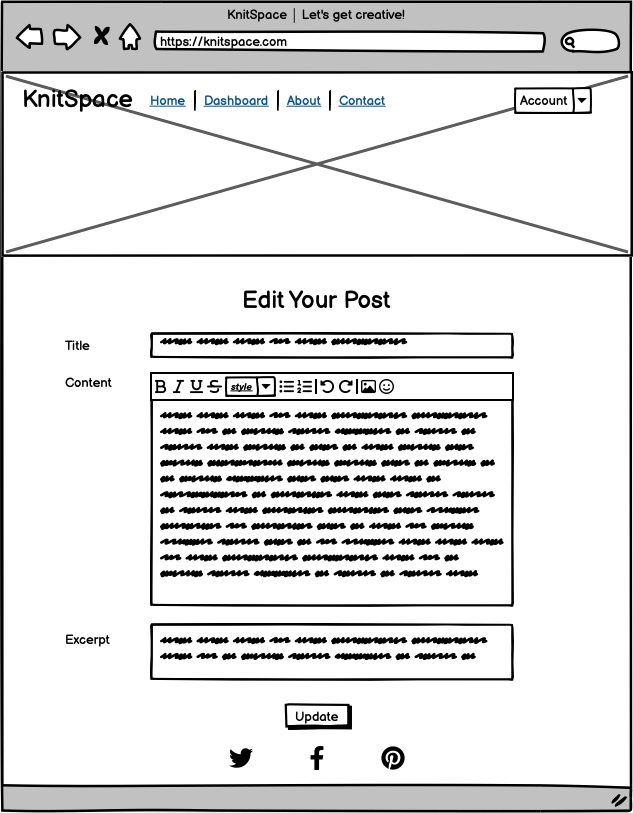 KnitSpace | Let's get creative!
https://knitspace.com
KnitSpace Home | Dashboard | About | Contact Account
Edit Your Post
Title
Content
B I U S style
Excerpt
Update